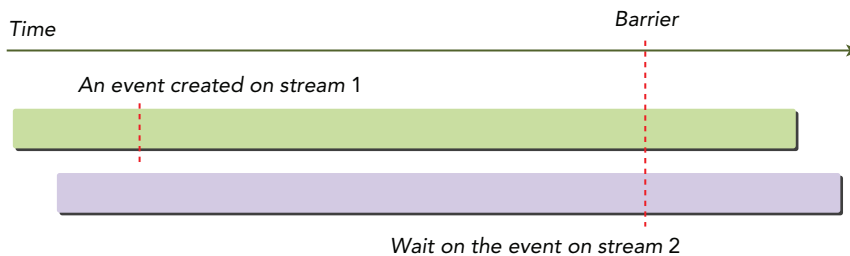 Barrier
Time
An event created on stream 1
Wait on the event on stream 2